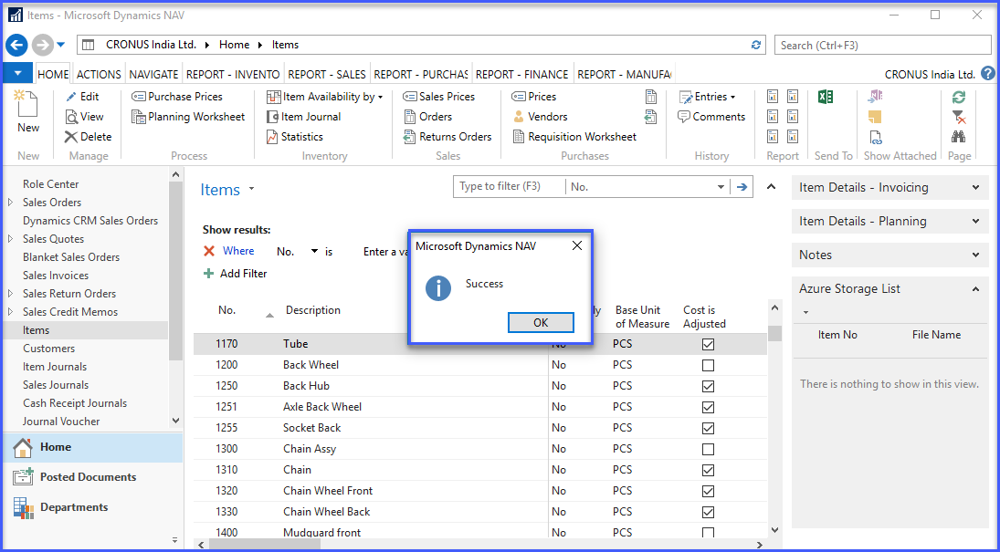 Items - Microsoft Dynamics NAV
CRONUS India Ltd. Home Items
Search (Ctrl+F3)
HOME ACTIONS NAVIGATE REPORT - INVENTO REPORT - SALES REPORT - PURCHAS REPORT - FINANCE REPORT - MANUFA CRONUS India Ltd.
New
New
Edit
View
Delete
Manage
Purchase Prices
Planning Worksheet
Process
Item Availability by
Item Journal
Statistics
Inventory
Sales Prices
Orders
Returns Orders
Sales
Prices
Vendors
Requisition Worksheet
Purchases
Entries
Comments
History
Report
Send To
Show Attached
Page
Role Center
Sales Orders
Dynamics CRM Sales Orders
Sales Quotes
Blanket Sales Orders
Sales Invoices
Sales Return Orders
Sales Credit Memos
Items
Customers
Item Journals
Sales Journals
Cash Receipt Journals
Journal Voucher
Home
Posted Documents
Departments
Items
Type to filter (F3) No.
Show results:
Where No. is Enter a va
Add Filter
Microsoft Dynamics NAV
Success
OK
No. Description ly Base Unit of Measure Cost is Adjusted
1170 Tube No PCS
1200 Back Wheel No PCS
1250 Back Hub No PCS
1251 Axle Back Wheel No PCS
1255 Socket Back No PCS
1300 Chain Assy No PCS
1310 Chain No PCS
1320 Chain Wheel Front No PCS
1330 Chain Wheel Back No PCS
1400 Mudguard front No PCS
Item Details - Invoicing
Item Details - Planning
Notes
Azure Storage List
Item No File Name
There is nothing to show in this view.